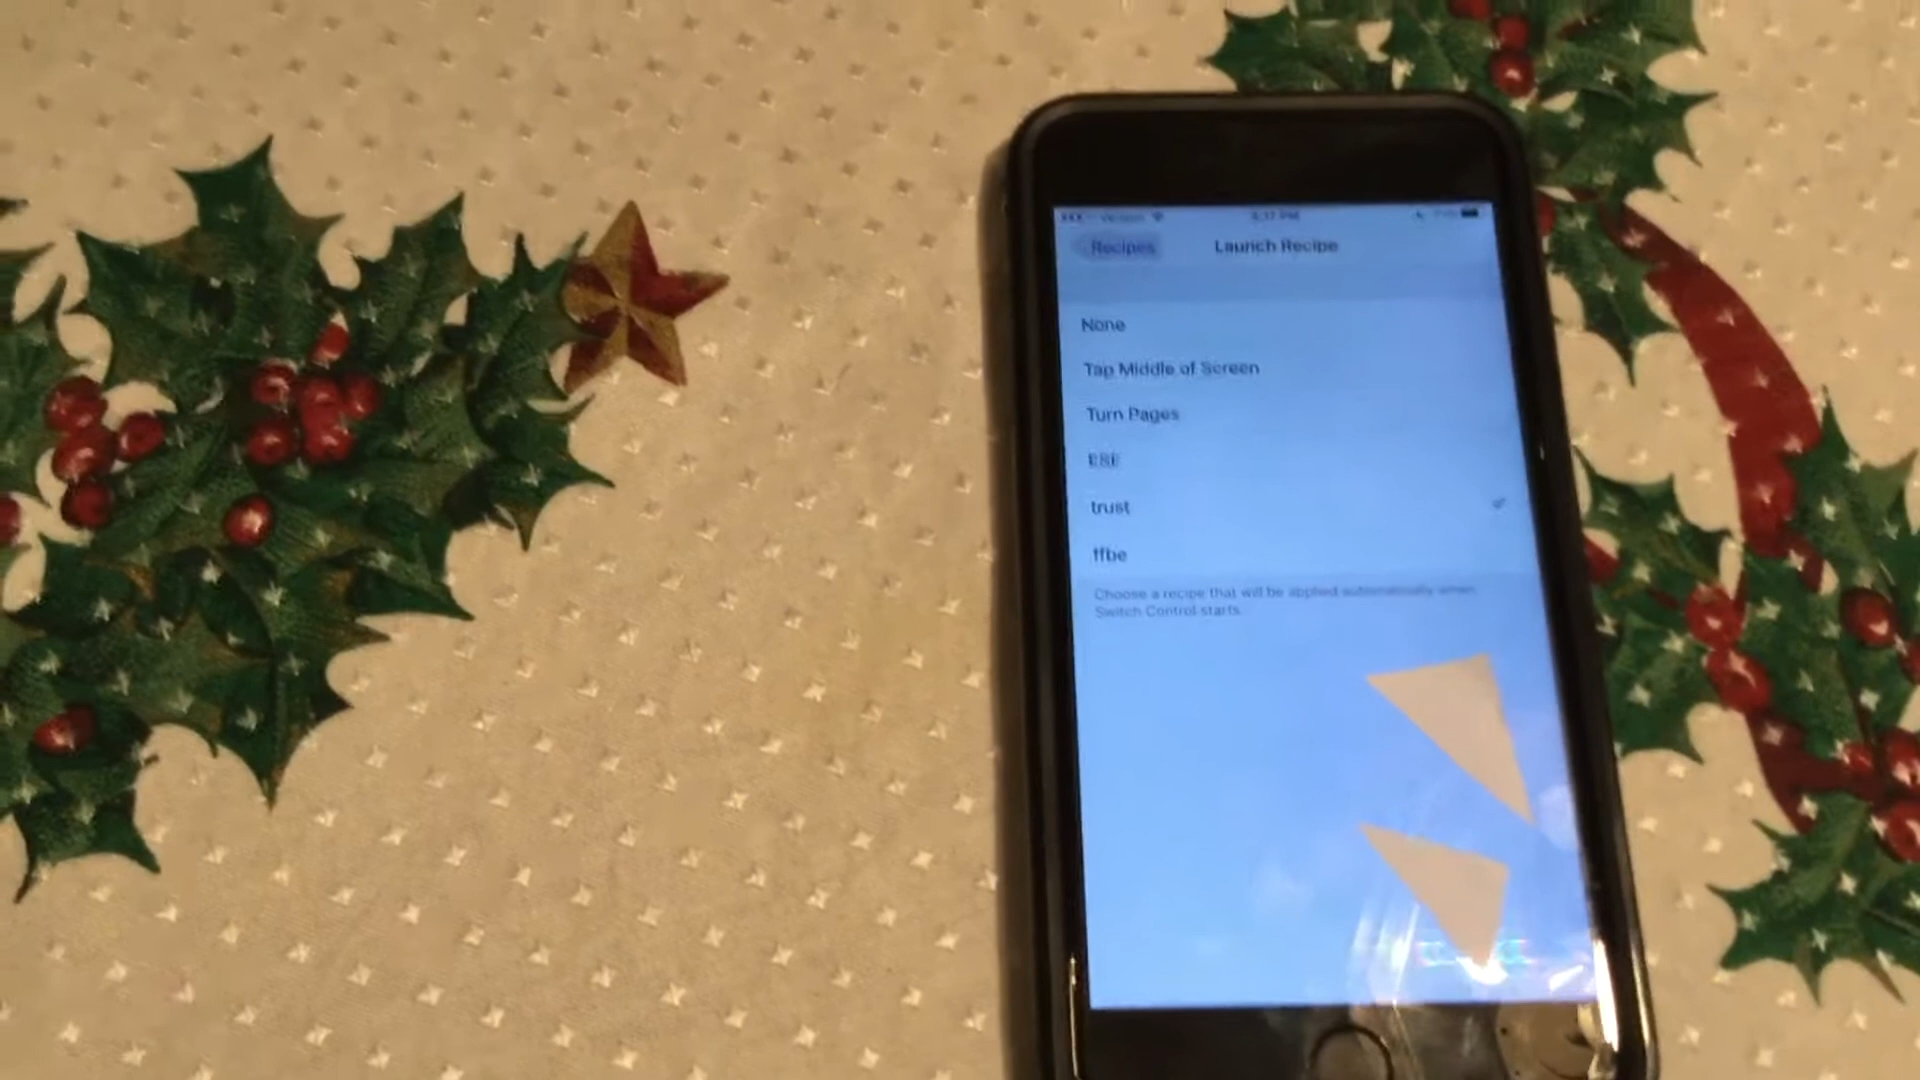 Verizon
Recipes
Launch Recipe
None
Tap Middle of Screen
Turn Pages
trust
ffbe
Choose a recipe that will be applied automatically when
Switch Control starts.